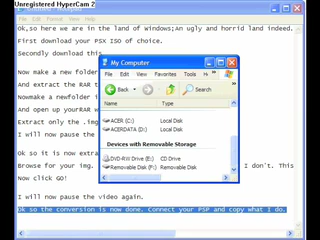 Unregistered HyperCam 2
File Edit Format View Help
Ok,so here we are in the land of windows;An ugly and horrid land indeed.
First download your PSX ISO of choice.
Secondly download this
Now make a new folder
And extract the RAR t
Nowmake a newfolder i
And open up yourRAR w
Extract only the .img
I will now pause the
Ok so it is now extra
Browse for your img. I don't. This
Now click GO!
I will now pause the video again.
Ok so the conversion is now done. Connect your PSP and copy what I do.
My Computer
File Edit View Favorites Tools
Back Search
Name Type
ACER (C:) Local Disk
ACERDATA (D:) Local Disk
Devices with Removable Storage
DVD-RW Drive (E:) CD Drive
Removable Disk (F:) Removable Disk